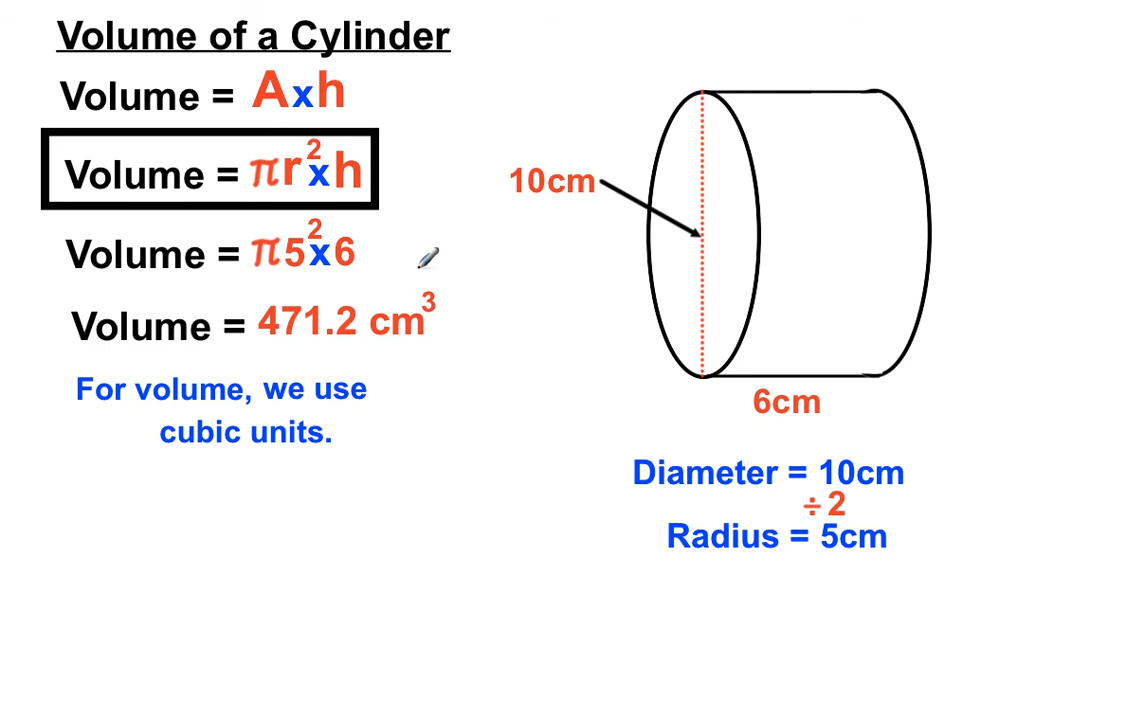 Volume of a Cylinder
Volume = Axh
Volume = πr²xh
Volume = π5²x6
Volume = 471.2 cm³
For volume, we use
cubic units.
10cm
6cm
Diameter = 10cm
÷2
Radius = 5cm